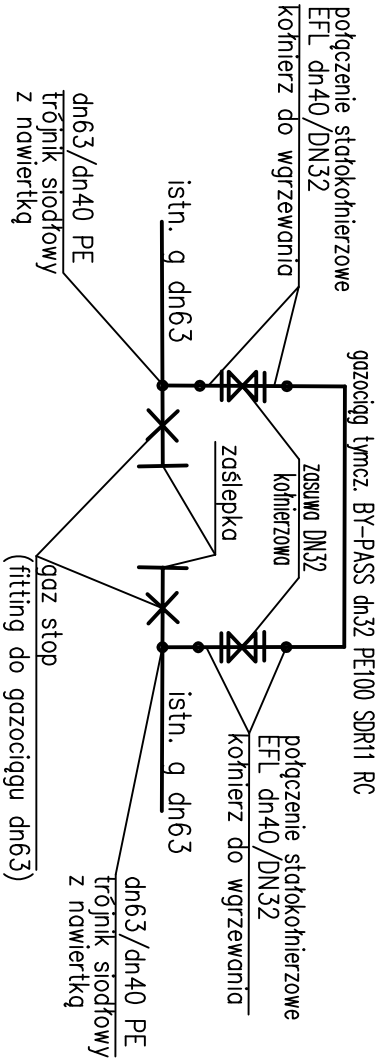 połączenie stałokołnierzowe
EFL dn40/DN32
kołnierz do wgrzewania
gazociąg tymcz. BY-PASS dn32 PE100 SDR11 RC
połączenie stałokołnierzowe
EFL dn40/DN32
kołnierz do wgrzewania
zasuwa DN32
kołnierzowa
zaślepka
istn. g dn63
istn. g dn63
dn63/dn40 PE
trójnik siodłowy
z nawiertką
gaz stop
(fitting do gazociągu dn63)
dn63/dn40 PE
trójnik siodłowy
z nawiertką